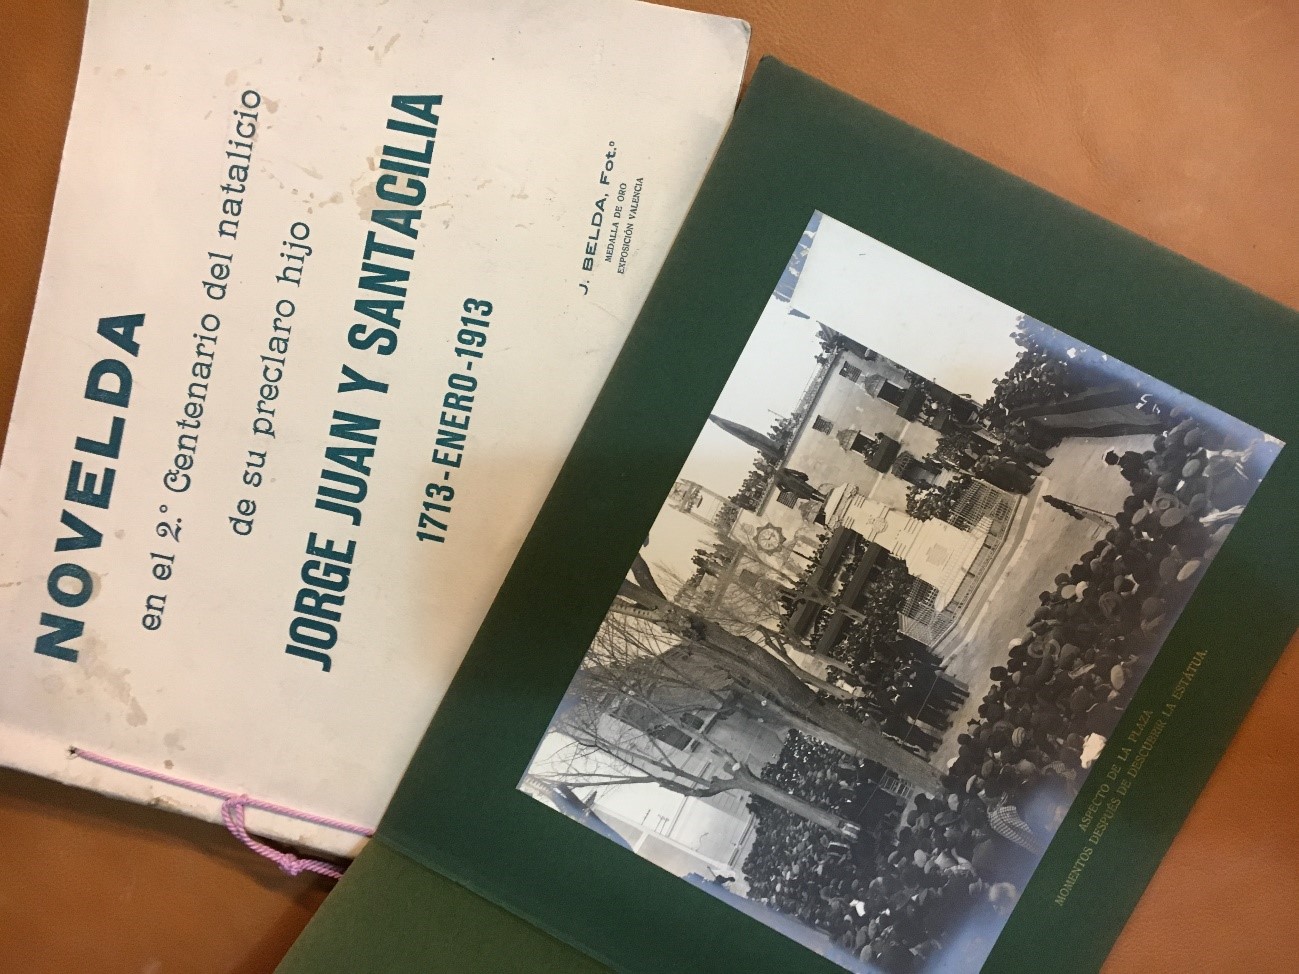 NOVELDA
en el 2.º Centenario del natalicio
de su preclaro hijo
JORGE JUAN Y SANTACILIA
1713-ENERO-1913
J. BELDA, Fot.º
MEDALLA DE ORO
EXPOSICIÓN VALENCIA
ASPECTO DE LA PLAZA
MOMENTOS DESPUÉS DE DESCUBRIR LA ESTÁTUA.